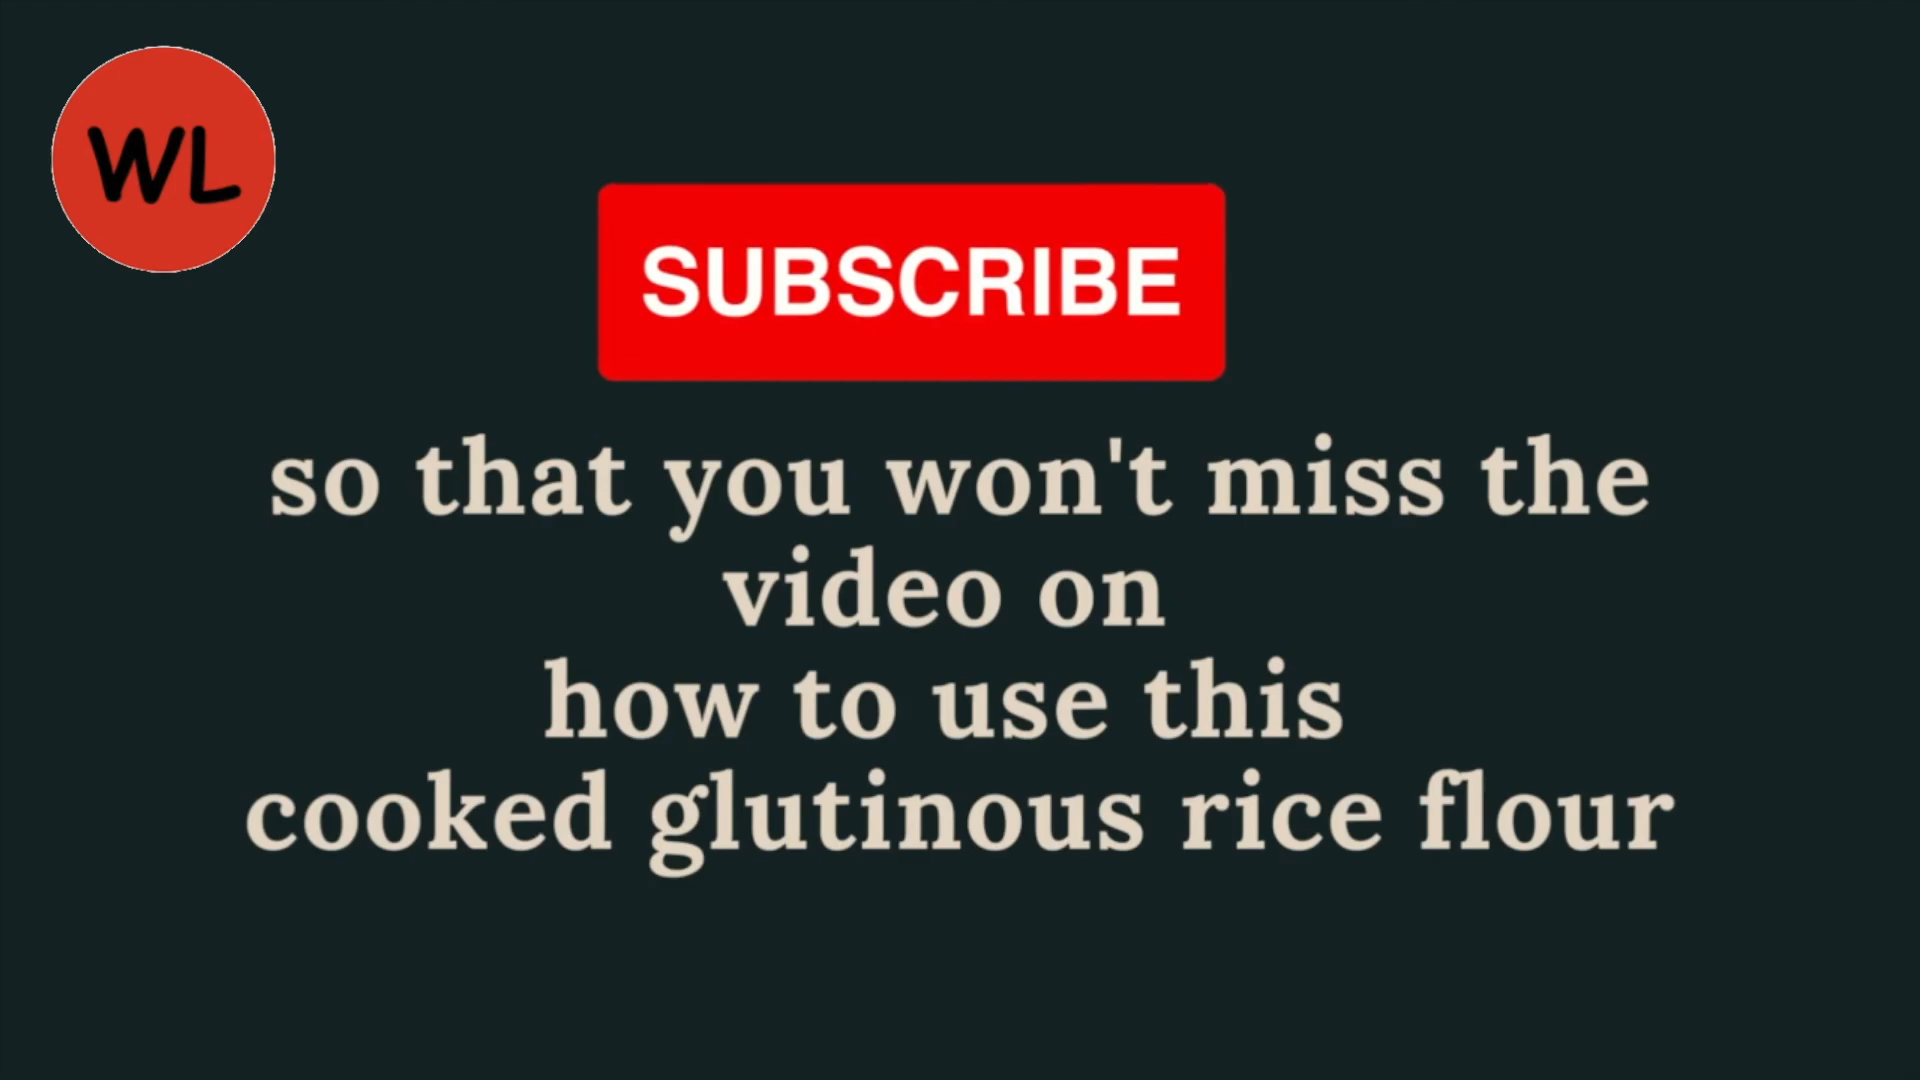 WL
SUBSCRIBE
so that you won't miss the
video on
how to use this
cooked glutinous rice flour